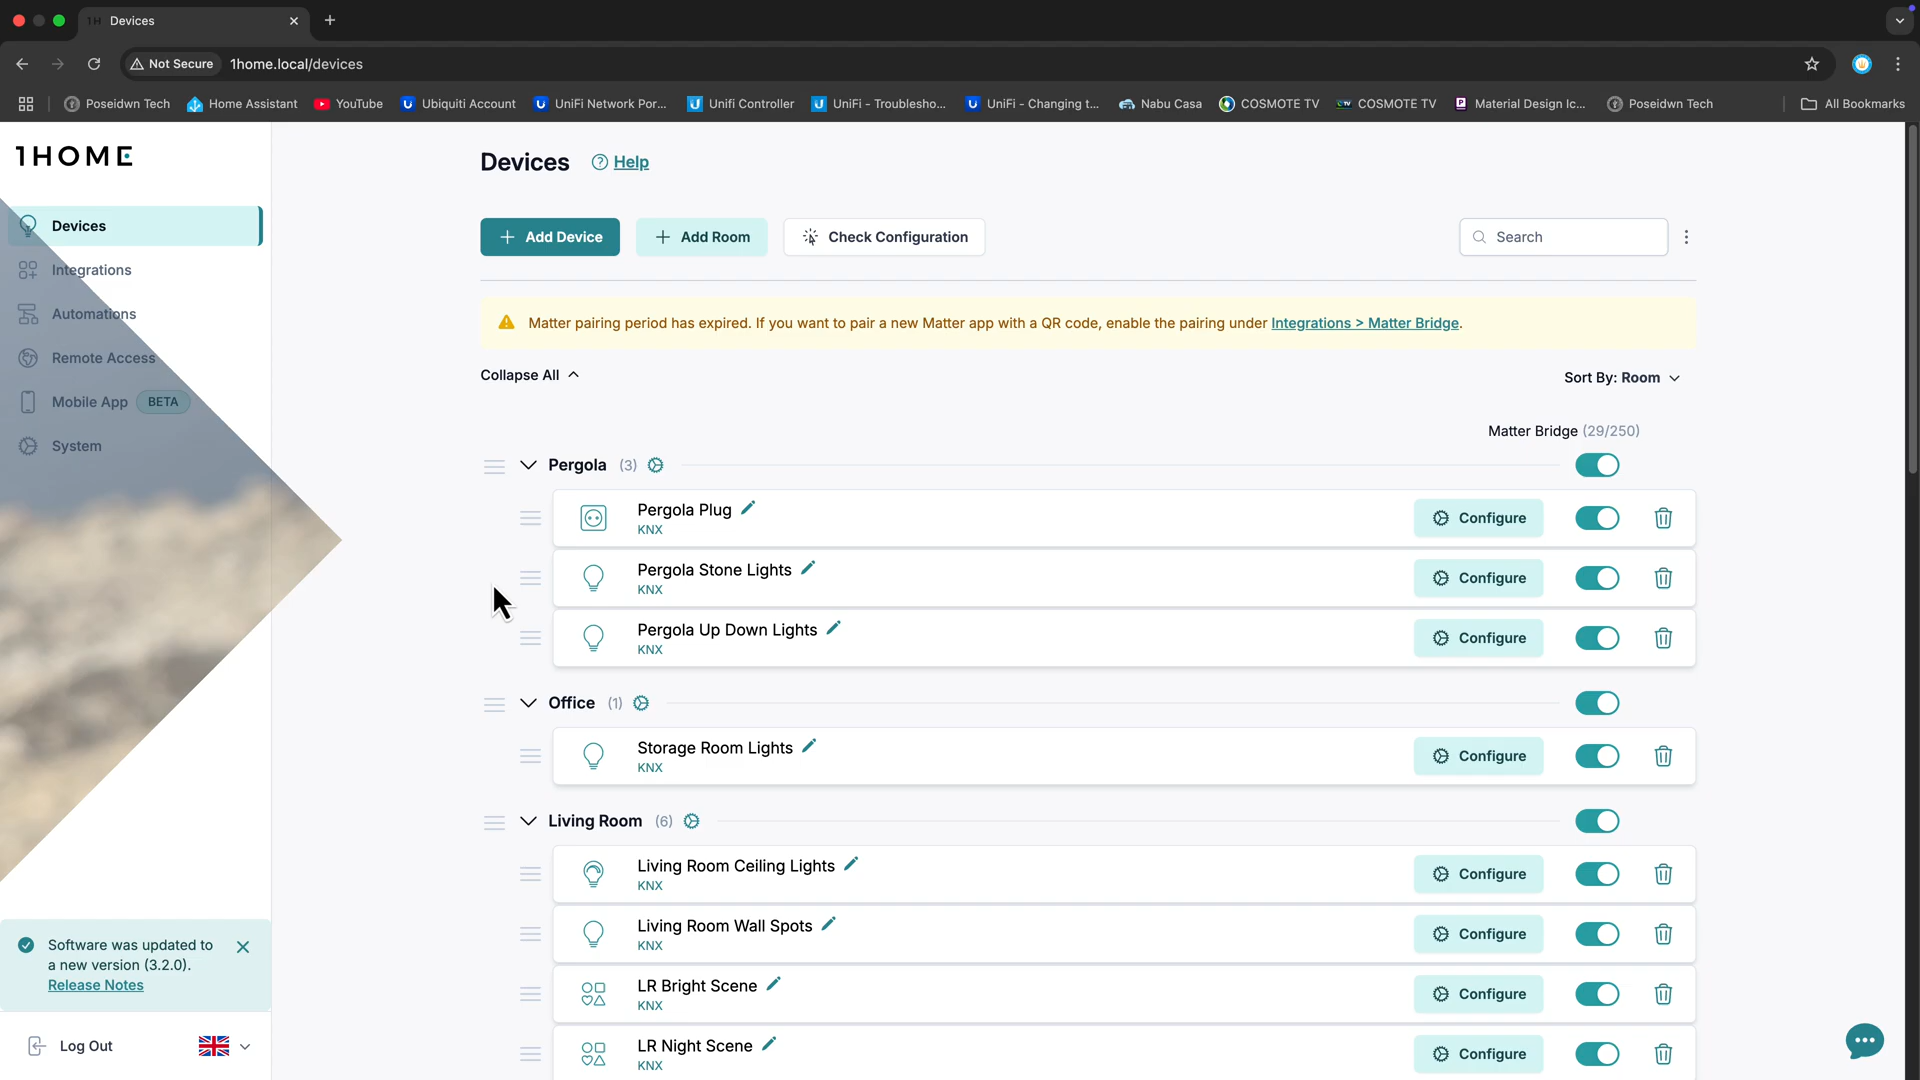 Devices
Not Secure
1home.local/devices
Poseidwn Tech
Home Assistant
YouTube
Ubiquiti Account
UniFi Network Por...
Unifi Controller
UniFi - Troublesho...
UniFi - Changing t...
Nabu Casa
COSMOTE TV
COSMOTE TV
Material Design Ic...
Poseidwn Tech
All Bookmarks
1HOME
Devices
Integrations
Automations
Remote Access
Mobile App BETA
System
Software was updated to
a new version (3.2.0).
Release Notes
Log Out
Devices
Help
Add Device
Add Room
Check Configuration
Search
Matter pairing period has expired. If you want to pair a new Matter app with a QR code, enable the pairing under Integrations > Matter Bridge.
Collapse All
Sort By: Room
Matter Bridge (29/250)
Pergola (3)
Pergola Plug
KNX
Configure
Pergola Stone Lights
KNX
Configure
Pergola Up Down Lights
KNX
Configure
Office (1)
Storage Room Lights
KNX
Configure
Living Room (6)
Living Room Ceiling Lights
KNX
Configure
Living Room Wall Spots
KNX
Configure
LR Bright Scene
KNX
Configure
LR Night Scene
KNX
Configure